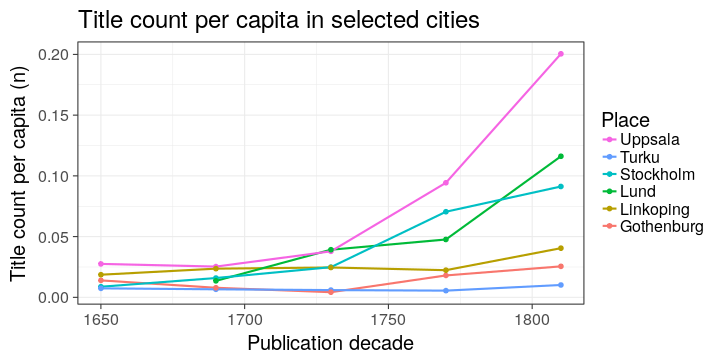 Title count per capita in selected cities
Title count per capita (n)
0.20
0.15
0.10
0.05
0.00
1650
1700
1750
1800
Publication decade
Place
Uppsala
Turku
Stockholm
Lund
Linkoping
Gothenburg